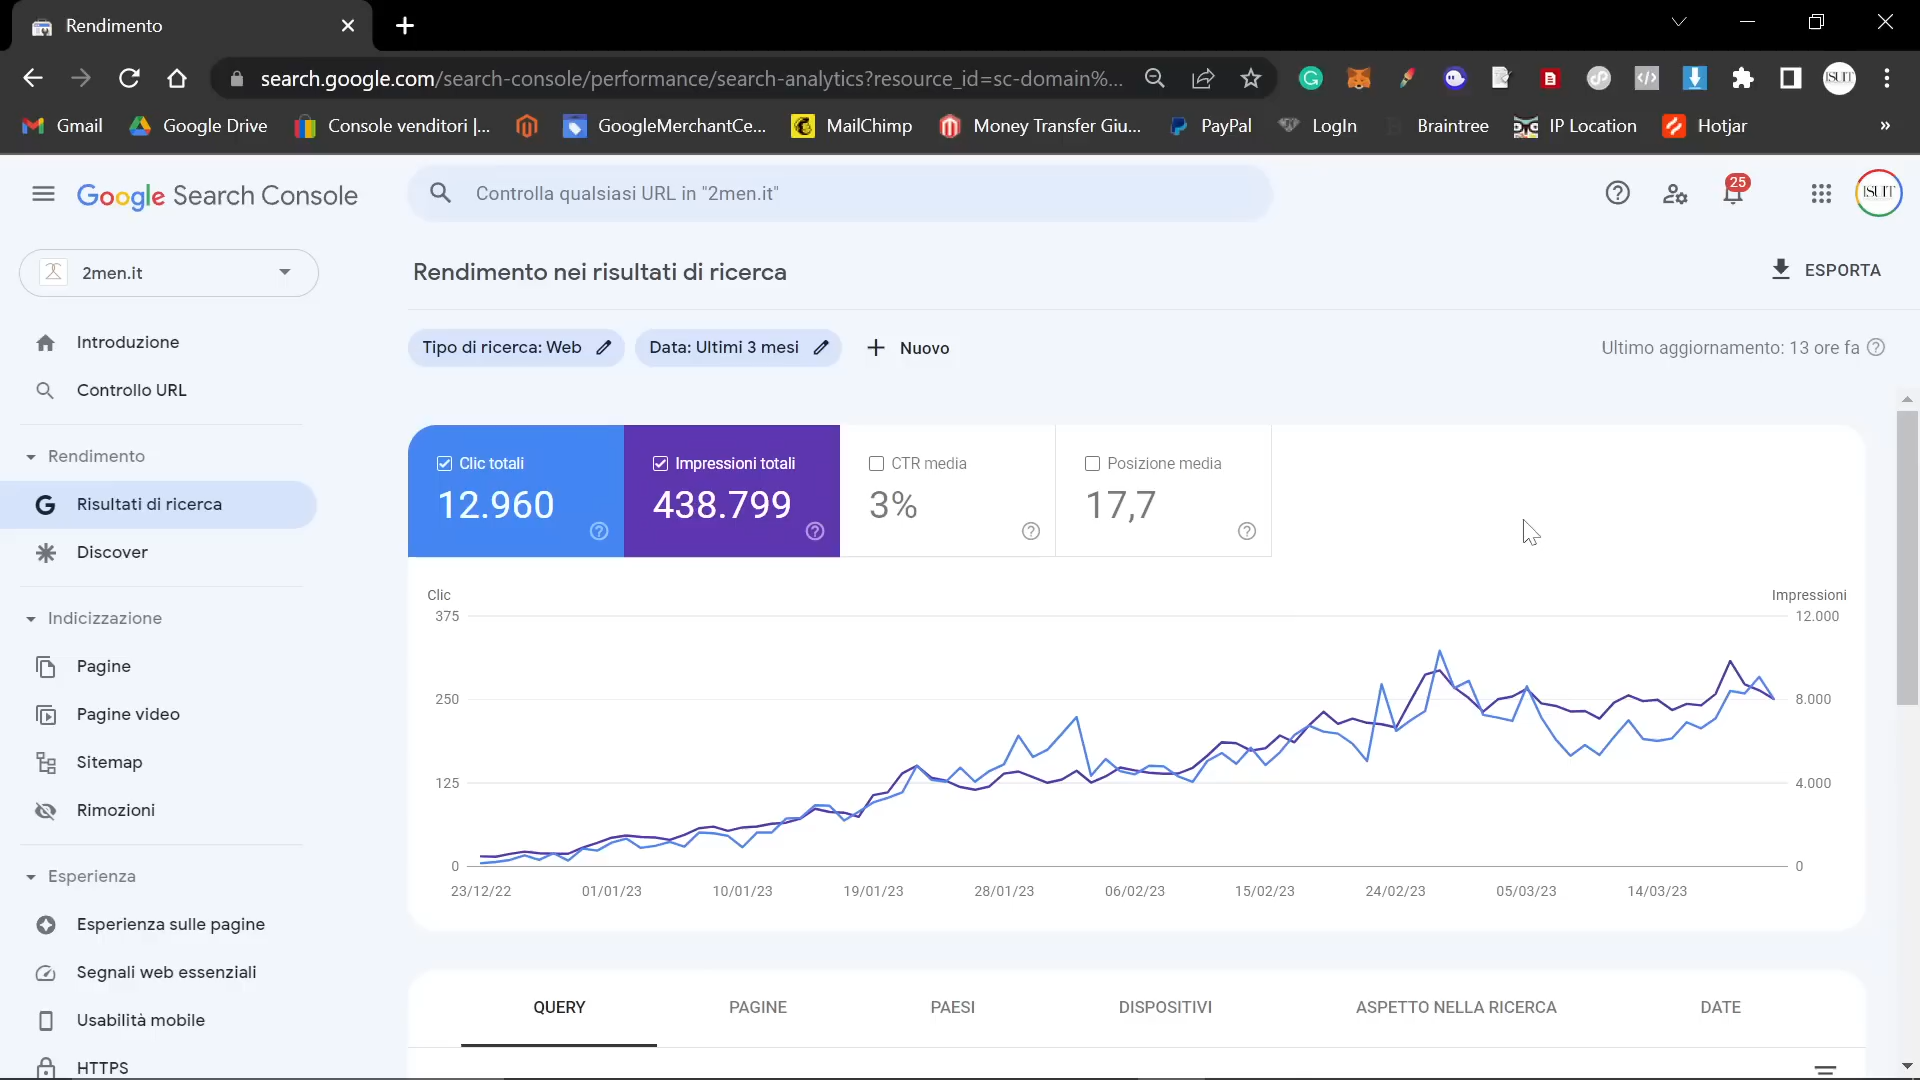 Rendimento
search.google.com/search-console/performance/search-analytics?resource_id=sc-domain%...
Gmail
Google Drive
Console venditori |...
GoogleMerchantCe...
MailChimp
Money Transfer Giu...
PayPal
LogIn
Braintree
IP Location
Hotjar
»
Google Search Console
Controlla qualsiasi URL in "2men.it"
25
ISUIT
2men.it
Rendimento nei risultati di ricerca
ESPORTA
Introduzione
Controllo URL
Rendimento
Risultati di ricerca
Discover
Indicizzazione
Pagine
Pagine video
Sitemap
Rimozioni
Esperienza
Esperienza sulle pagine
Segnali web essenziali
Usabilità mobile
HTTPS
Tipo di ricerca: Web
Data: Ultimi 3 mesi
Nuovo
Ultimo aggiornamento: 13 ore fa
Clic totali
12.960
Impressioni totali
438.799
CTR media
3%
Posizione media
17,7
Clic
Impressioni
375
12.000
250
8.000
125
4.000
0
0
23/12/22
01/01/23
10/01/23
19/01/23
28/01/23
06/02/23
15/02/23
24/02/23
05/03/23
14/03/23
QUERY
PAGINE
PAESI
DISPOSITIVI
ASPETTO NELLA RICERCA
DATE